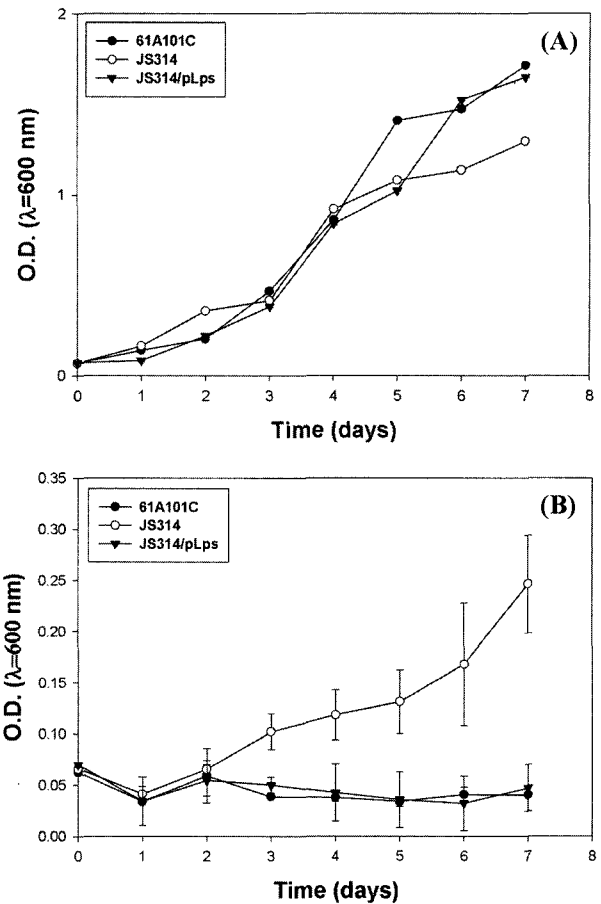 (A)
61A101C
JS314
JS314/pLps
O.D. (λ=600 nm)
2
1
0
0 1 2 3 4 5 6 7 8
Time (days)
(B)
61A101C
JS314
JS314/pLps
O.D. (λ=600 nm)
0.35
0.30
0.25
0.20
0.15
0.10
0.05
0.00
0 1 2 3 4 5 6 7 8
Time (days)